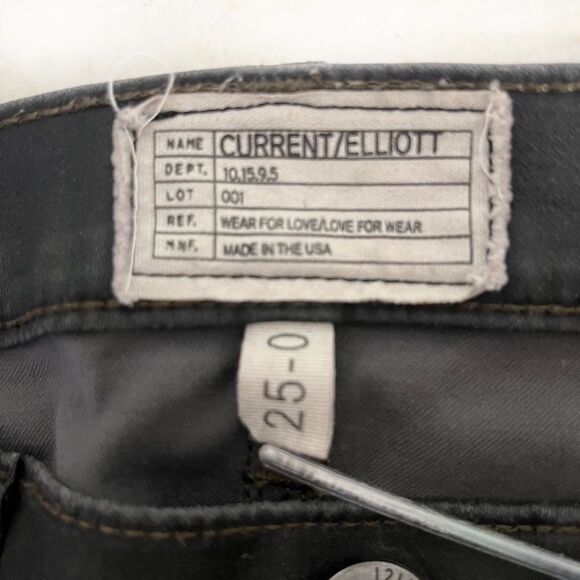 NAME CURRENT/ELLIOTT
DEPT. 10.15.9.5
LOT 001
REF. WEAR FOR LOVE/LOVE FOR WEAR
MNF. MADE IN THE USA
25-0